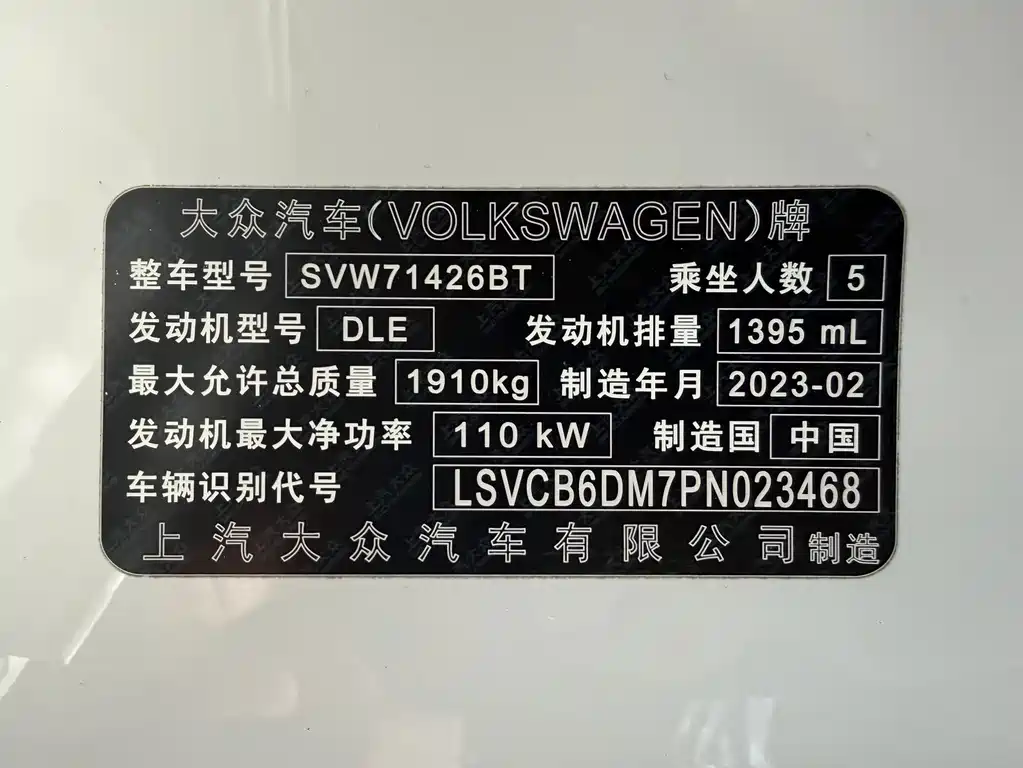 大众汽车(VOLKSWAGEN)牌
整车型号 SVW71426BT 乘坐人数 5
发动机型号 DLE 发动机排量 1395 mL
最大允许总质量 1910kg 制造年月 2023-02
发动机最大净功率 110 kW 制造国 中国
车辆识别代号 LSVCB6DM7PN023468
上汽大众汽车有限公司 制造